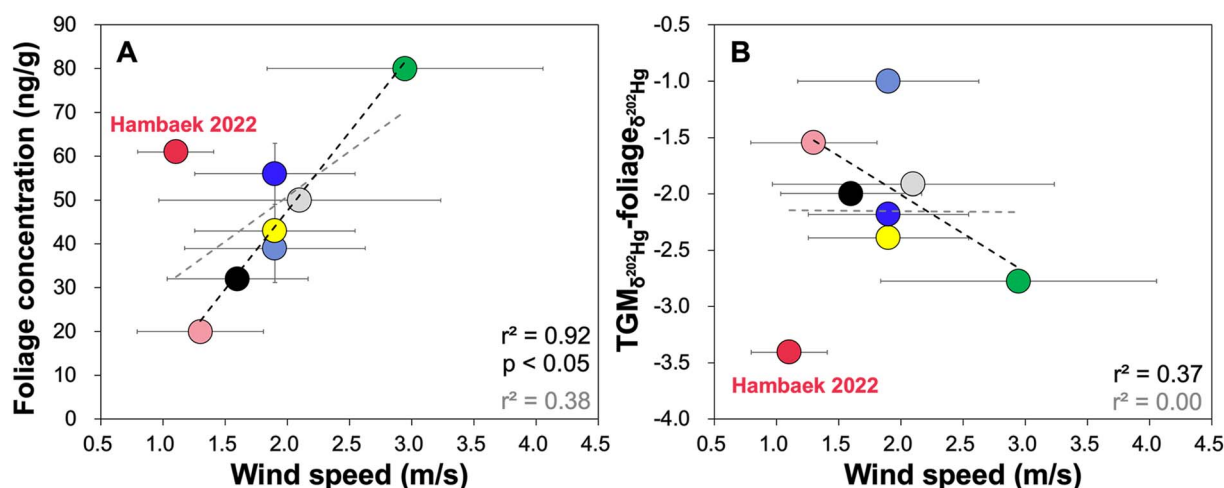 A
Foliage concentration (ng/g)
90
80
70
60
50
40
30
20
10
0
Hambaek 2022
r² = 0.92
p < 0.05
r² = 0.38
0.5 1.0 1.5 2.0 2.5 3.0 3.5 4.0 4.5
Wind speed (m/s)
B
TGMδ²⁰²Hg-foliageδ²⁰²Hg
-0.5
-1.0
-1.5
-2.0
-2.5
-3.0
-3.5
-4.0
Hambaek 2022
r² = 0.37
r² = 0.00
0.5 1.0 1.5 2.0 2.5 3.0 3.5 4.0 4.5
Wind speed (m/s)